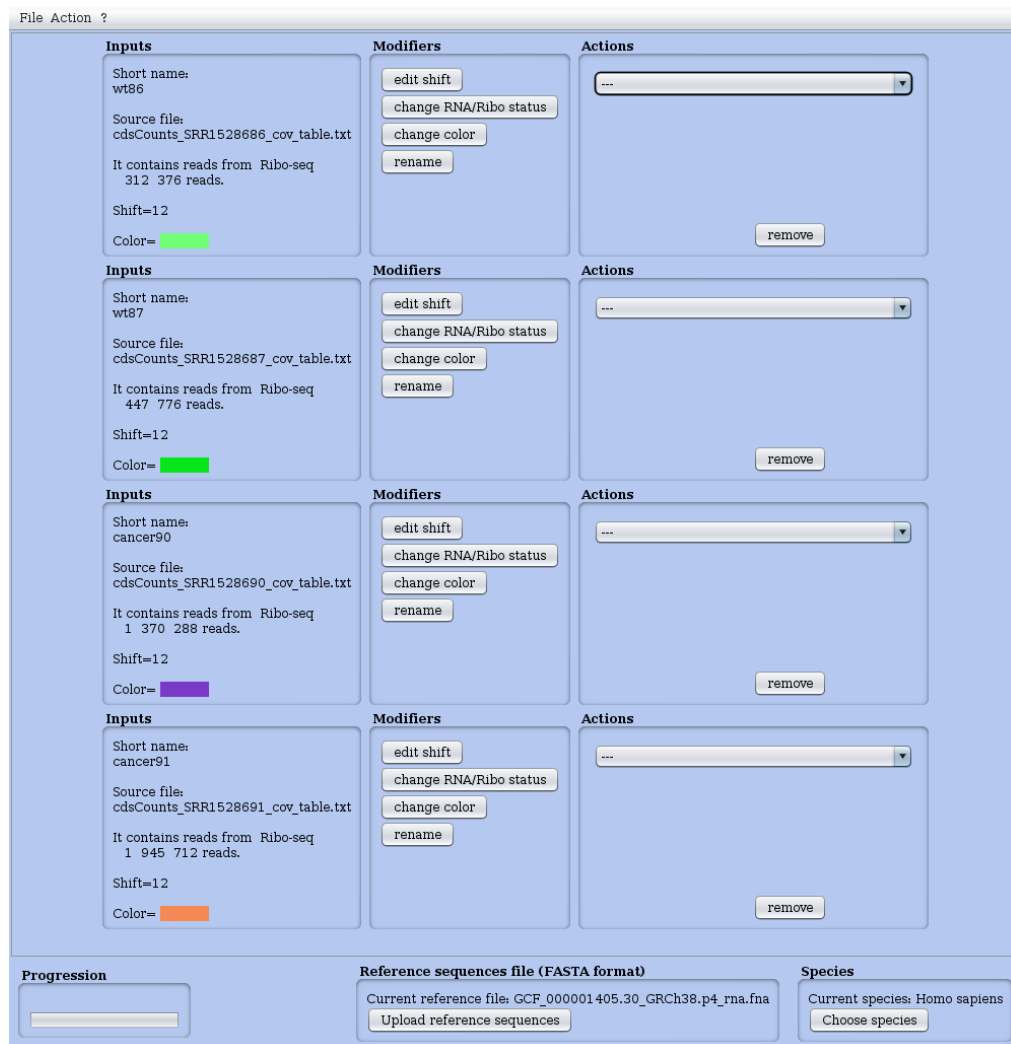 File Action ?
Inputs Modifiers Actions
Short name:
wt86
Source file:
cdsCounts_SRR1528686_cov_table.txt
It contains reads from Ribo-seq
312 376 reads.
Shift=12
Color=
edit shift
change RNA/Ribo status
change color
rename
---
remove
Inputs Modifiers Actions
Short name:
wt87
Source file:
cdsCounts_SRR1528687_cov_table.txt
It contains reads from Ribo-seq
447 776 reads.
Shift=12
Color=
edit shift
change RNA/Ribo status
change color
rename
---
remove
Inputs Modifiers Actions
Short name:
cancer90
Source file:
cdsCounts_SRR1528690_cov_table.txt
It contains reads from Ribo-seq
1 370 288 reads.
Shift=12
Color=
edit shift
change RNA/Ribo status
change color
rename
---
remove
Inputs Modifiers Actions
Short name:
cancer91
Source file:
cdsCounts_SRR1528691_cov_table.txt
It contains reads from Ribo-seq
1 945 712 reads.
Shift=12
Color=
edit shift
change RNA/Ribo status
change color
rename
---
remove
Progression
Reference sequences file (FASTA format)
Current reference file: GCF_000001405.30_GRCh38.p4_rna.fna
Upload reference sequences
Species
Current species: Homo sapiens
Choose species